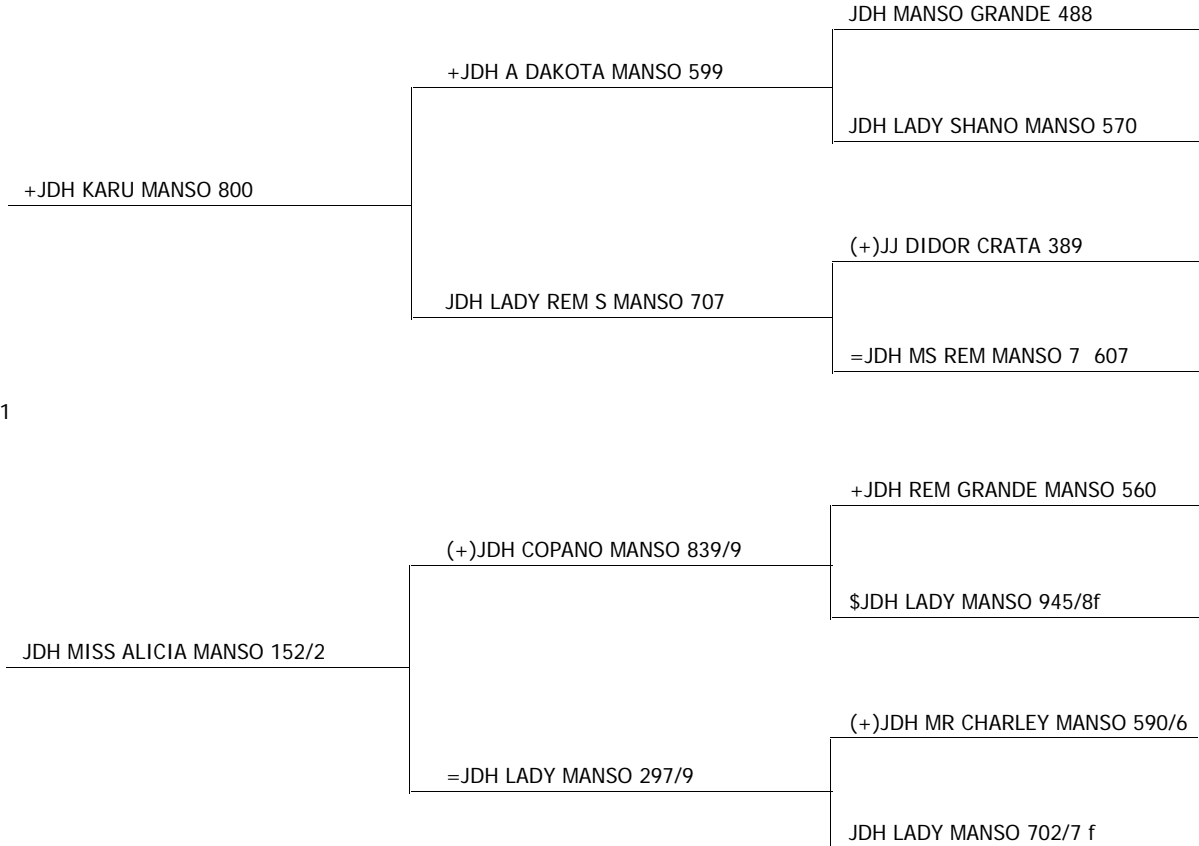 JDH MANSO GRANDE 488
+JDH A DAKOTA MANSO 599
JDH LADY SHANO MANSO 570
+JDH KARU MANSO 800
(+)JJ DIDOR CRATA 389
JDH LADY REM S MANSO 707
=JDH MS REM MANSO 7 607
1
+JDH REM GRANDE MANSO 560
(+)JDH COPANO MANSO 839/9
$JDH LADY MANSO 945/8f
JDH MISS ALICIA MANSO 152/2
(+)JDH MR CHARLEY MANSO 590/6
=JDH LADY MANSO 297/9
JDH LADY MANSO 702/7 f